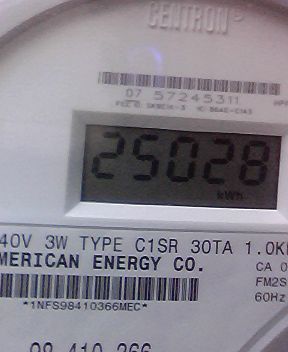 CENTRON
07 57245311
25028
kWh
40V 3W TYPE C1SR 30TA 1.0K
MERICAN ENERGY CO.
CA 0
FM2S
60Hz
*1NFS98410366MEC*
98 410 366